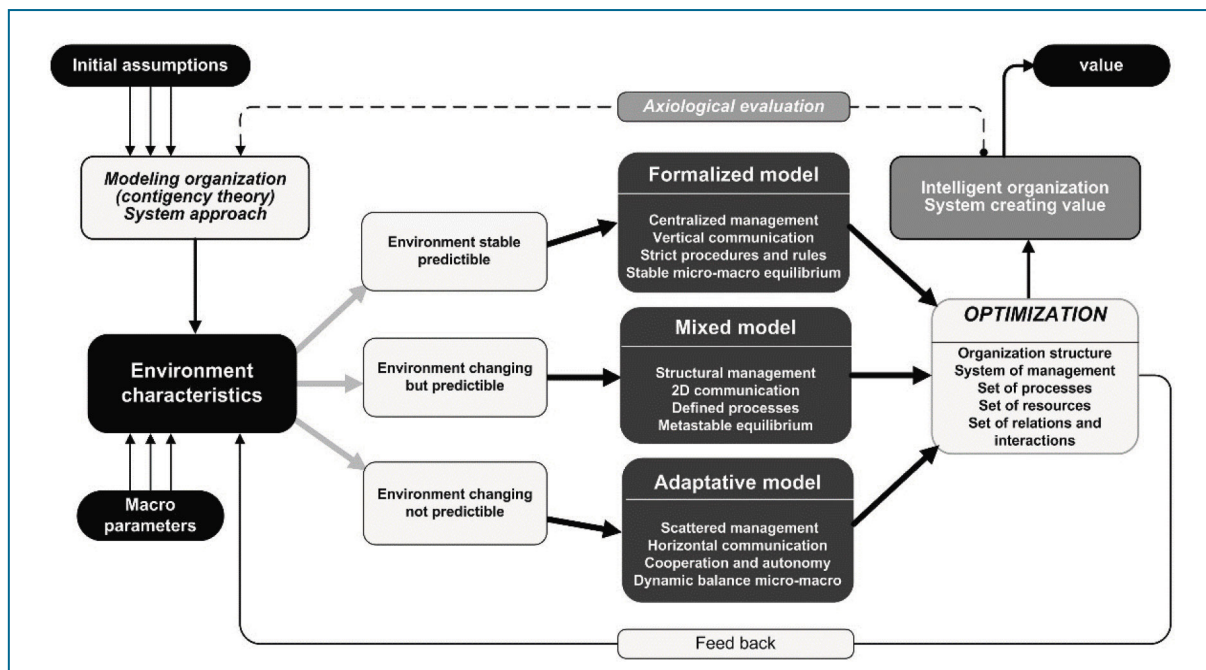 Initial assumptions
value
Axiological evaluation
Modeling organization
(contigency theory)
System approach
Formalized model
Centralized management
Vertical communication
Strict procedures and rules
Stable micro-macro equilibrium
Intelligent organization
System creating value
Environment stable
predictible
Environment
characteristics
Environment changing
but predictible
Mixed model
Structural management
2D communication
Defined processes
Metastable equilibrium
OPTIMIZATION
Organization structure
System of management
Set of processes
Set of resources
Set of relations and
interactions
Macro
parameters
Environment changing
not predictible
Adaptative model
Scattered management
Horizontal communication
Cooperation and autonomy
Dynamic balance micro-macro
Feed back